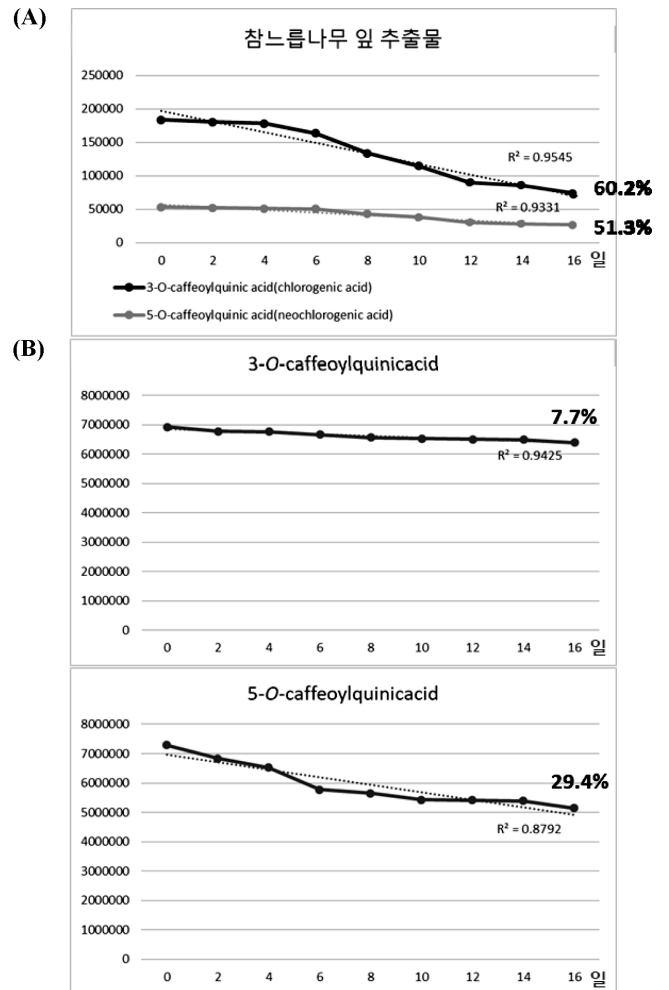 (A)
참느릅나무 잎 추출물
250000
200000
150000
100000
50000
0
R² = 0.9545
60.2%
R² = 0.9331
51.3%
0 2 4 6 8 10 12 14 16 일
3-O-caffeoylquinic acid(chlorogenic acid)
5-O-caffeoylquinic acid(neochlorogenic acid)
(B)
3-O-caffeoylquinicacid
8000000
7000000
6000000
5000000
4000000
3000000
2000000
1000000
0
7.7%
R² = 0.9425
0 2 4 6 8 10 12 14 16 일
5-O-caffeoylquinicacid
8000000
7000000
6000000
5000000
4000000
3000000
2000000
1000000
0
29.4%
R² = 0.8792
0 2 4 6 8 10 12 14 16 일